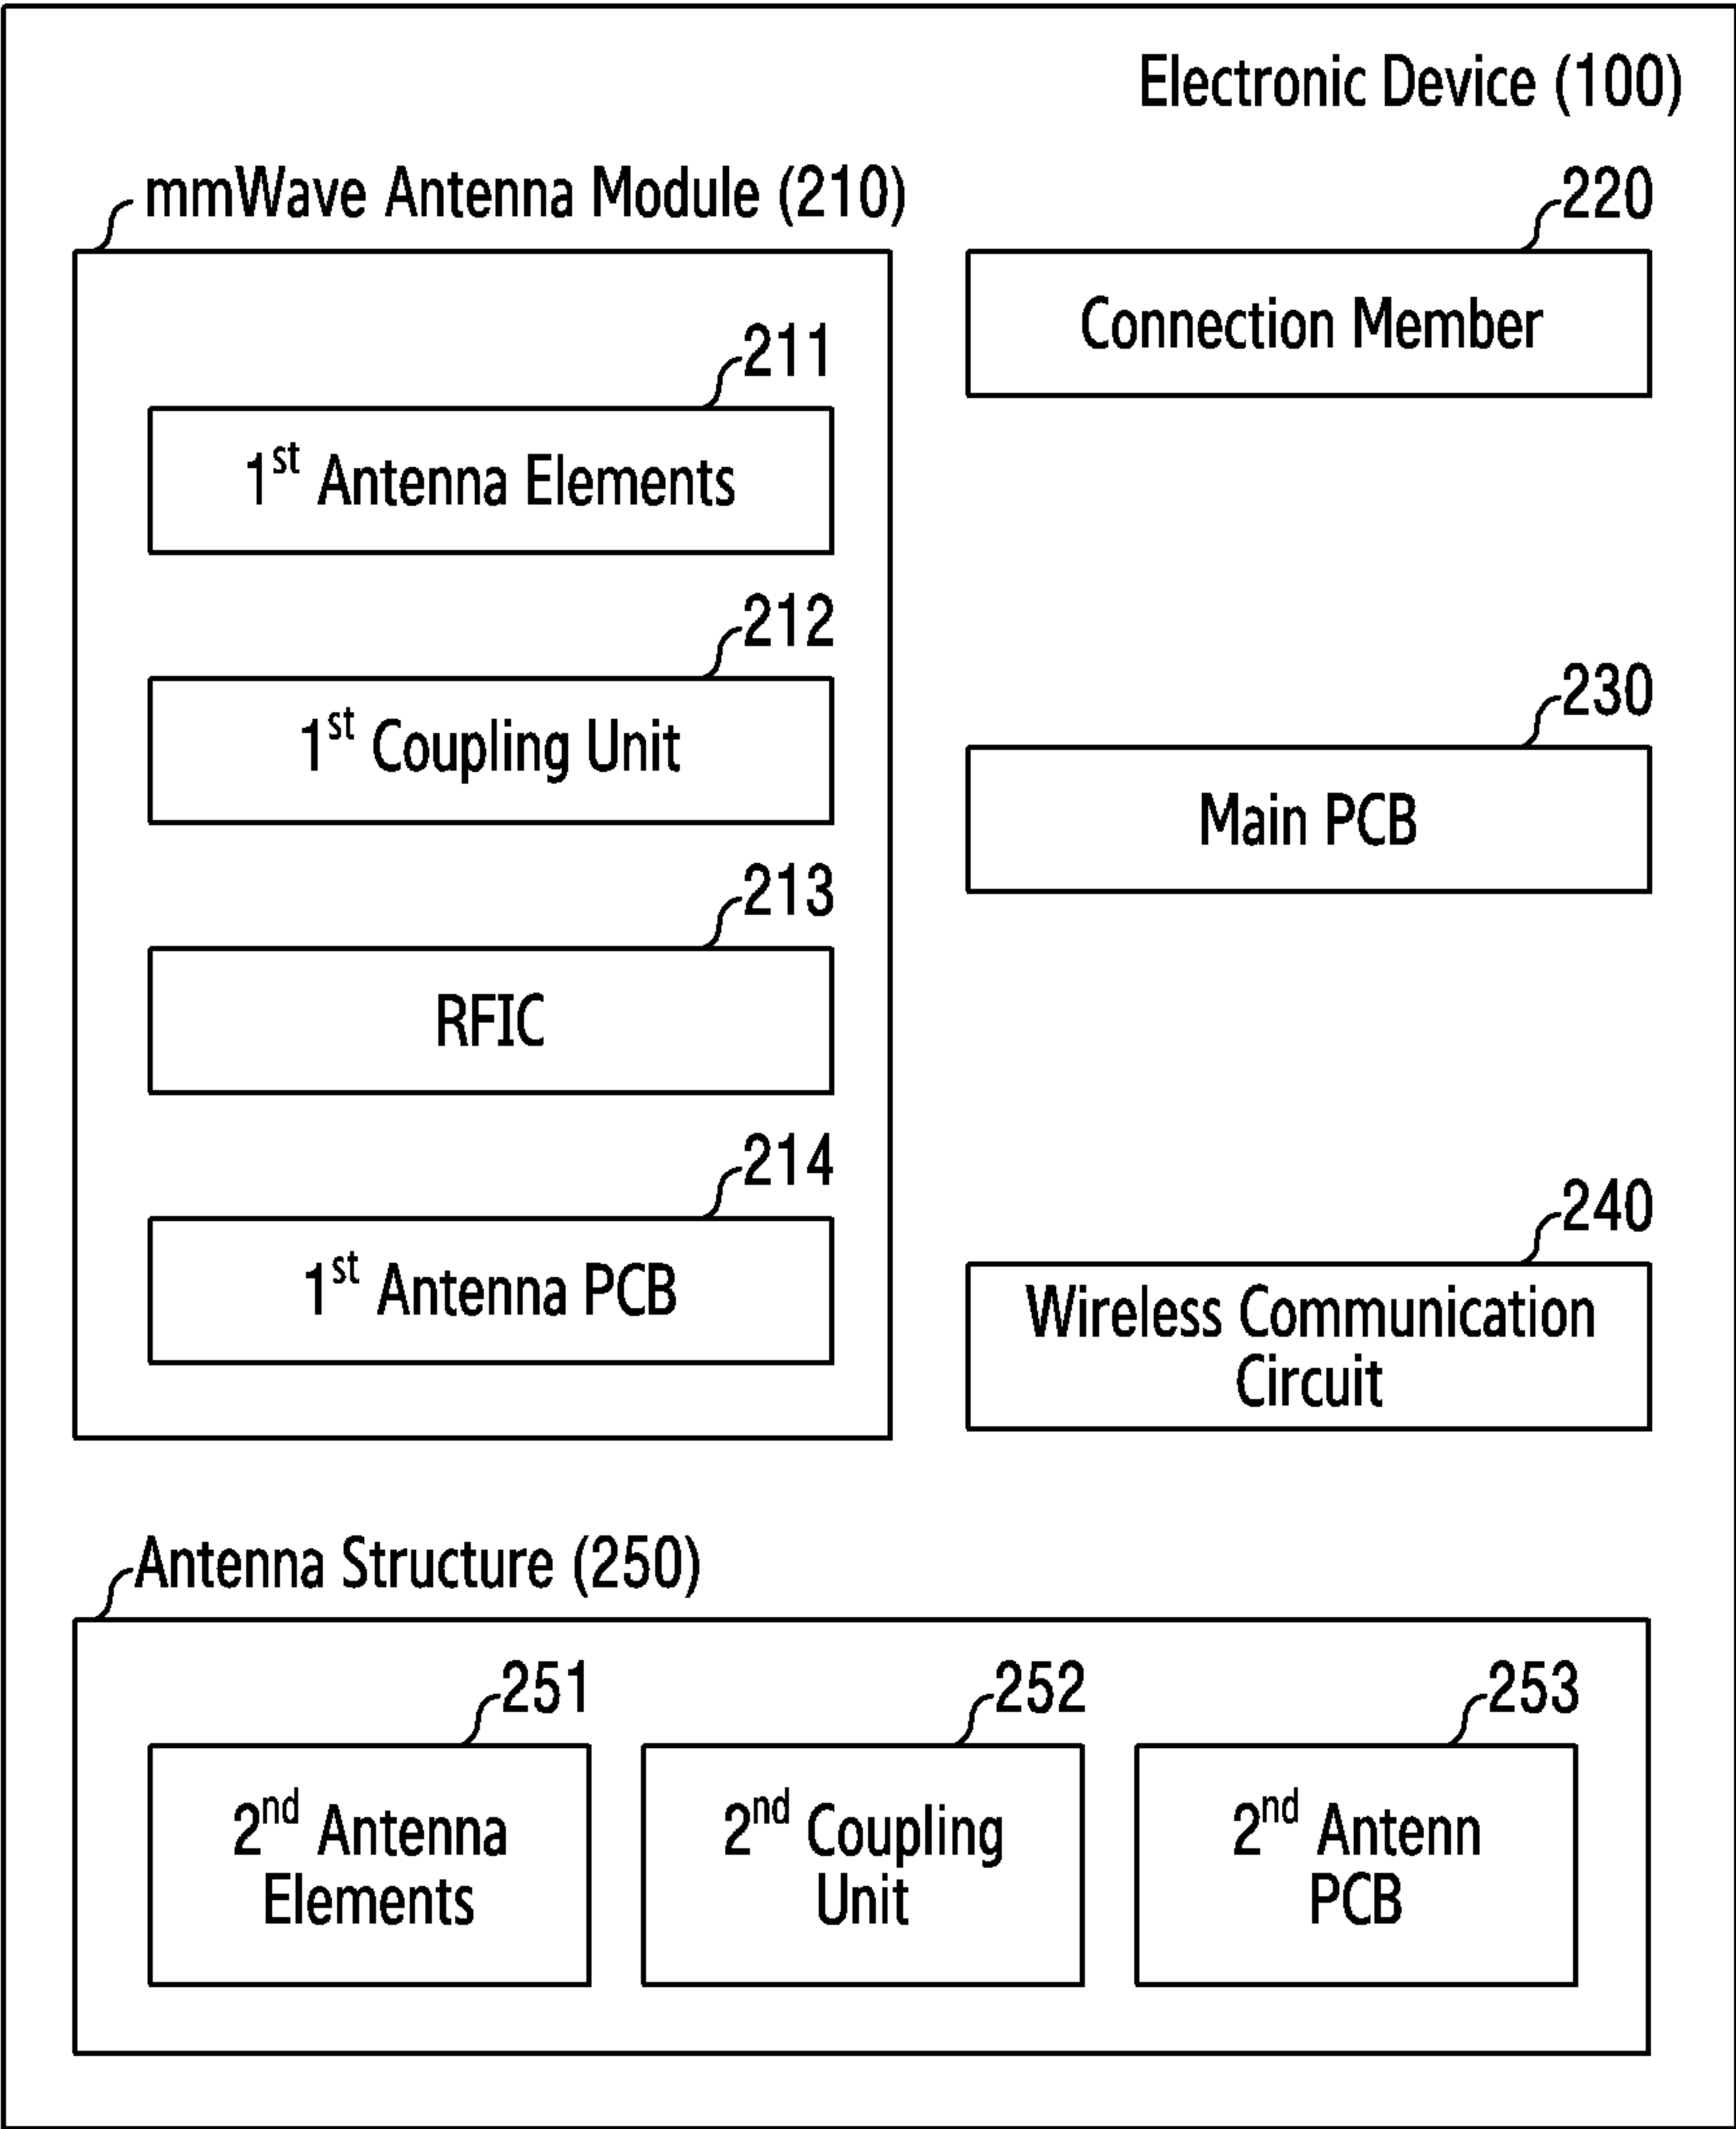 Electronic Device (100)
mmWave Antenna Module (210)
211
1st Antenna Elements
212
1st Coupling Unit
213
RFIC
214
1st Antenna PCB
220
Connection Member
230
Main PCB
240
Wireless Communication
Circuit
Antenna Structure (250)
251
2nd Antenna
Elements
252
2nd Coupling
Unit
253
2nd Antenn
PCB